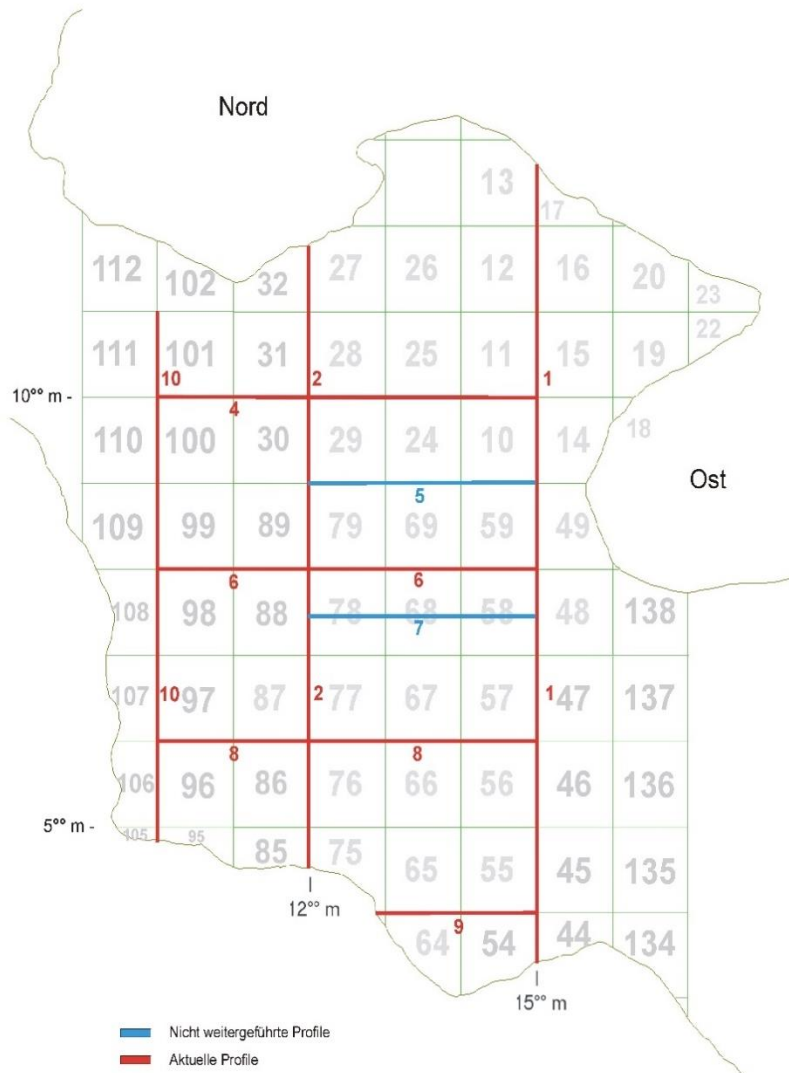 Nord
13
17
112 102 32 27 26 12 16 20 23
22
111 101 31 28 25 11 15 19
10 2 1
10°° m -
4
110 100 30 29 24 10 14 18
Ost
5
109 99 89 79 69 59 49
6 6
108 98 88 78 68 58 48 138
7
107 10 97 87 2 77 67 57 1 47 137
8 8
106 96 86 76 66 56 46 136
5°° m -
105 95
85 75 65 55 45 135
12°° m
9
64 54 44 134
15°° m
Nicht weitergeführte Profile
Aktuelle Profile